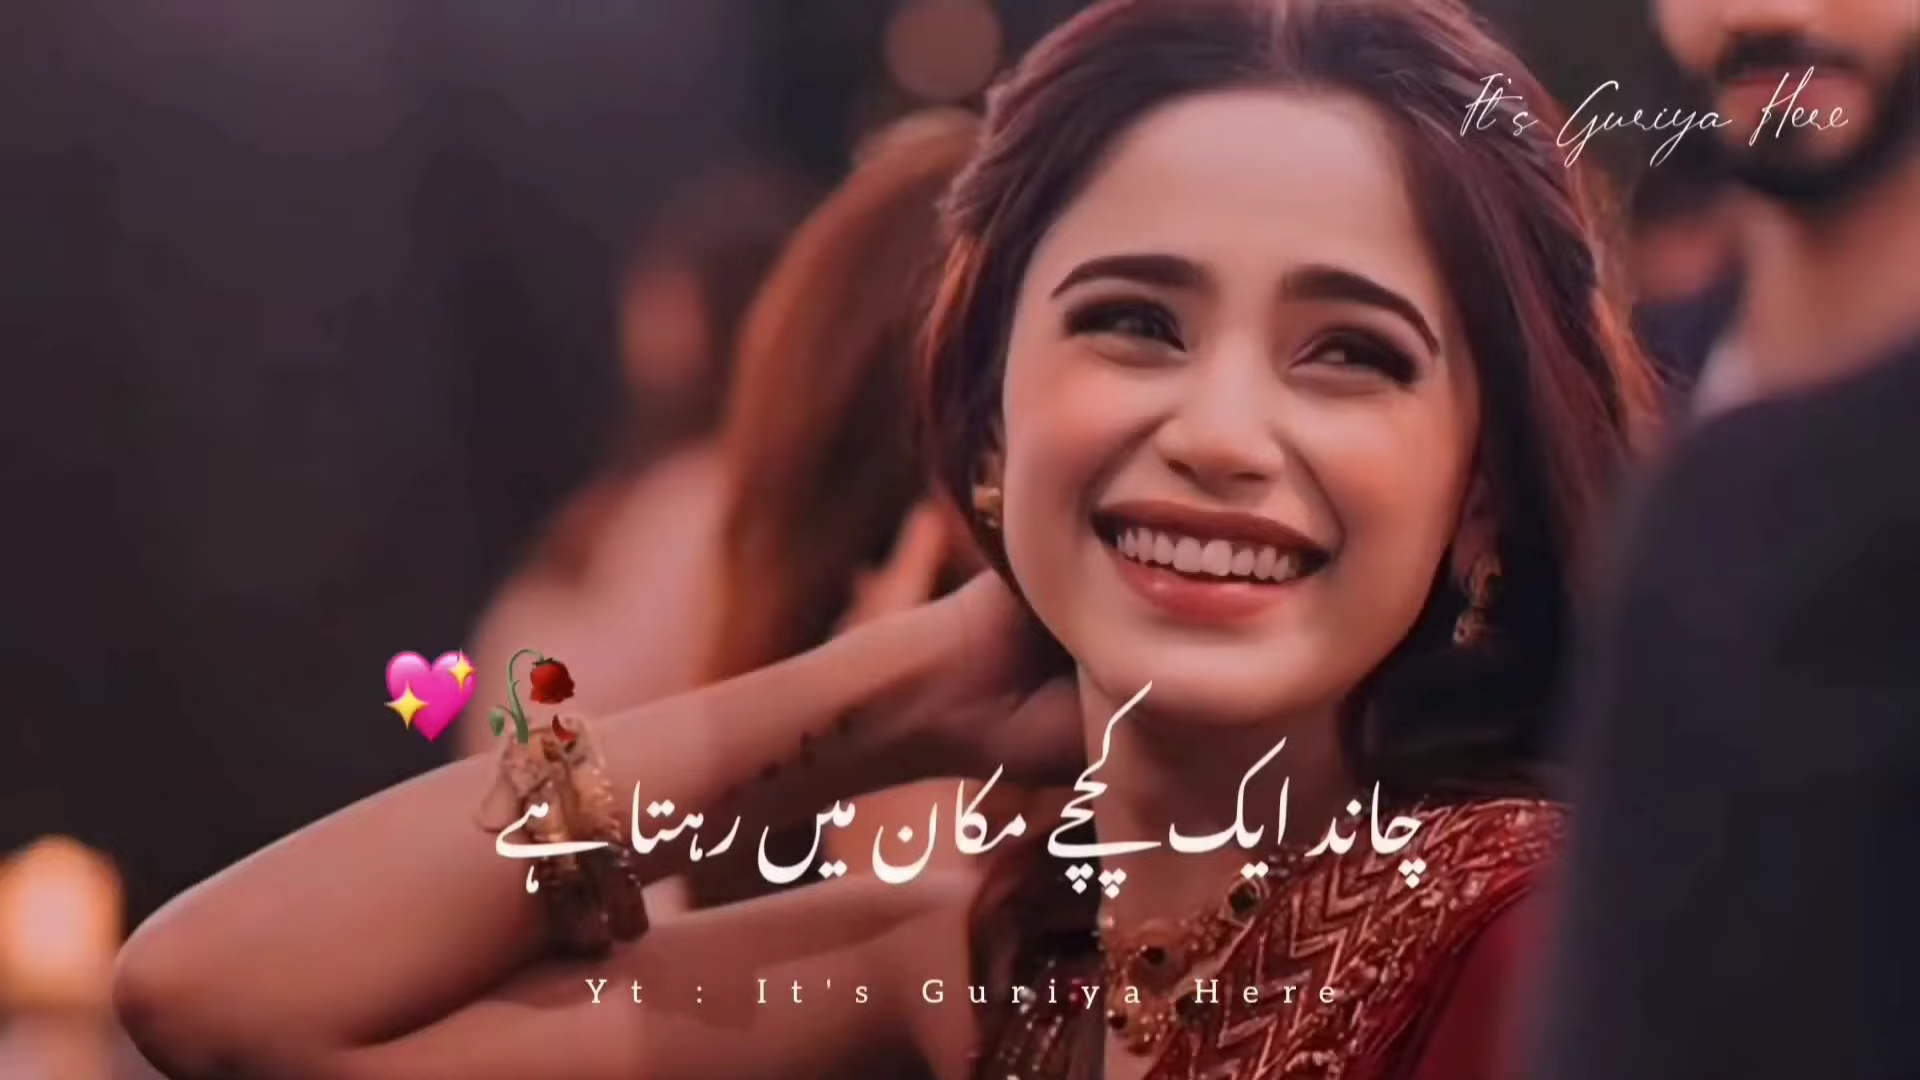 It's Guriya Here
💖🥀
چاند ایک کچے مکان میں رہتا ہے
Yt : It's Guriya Here